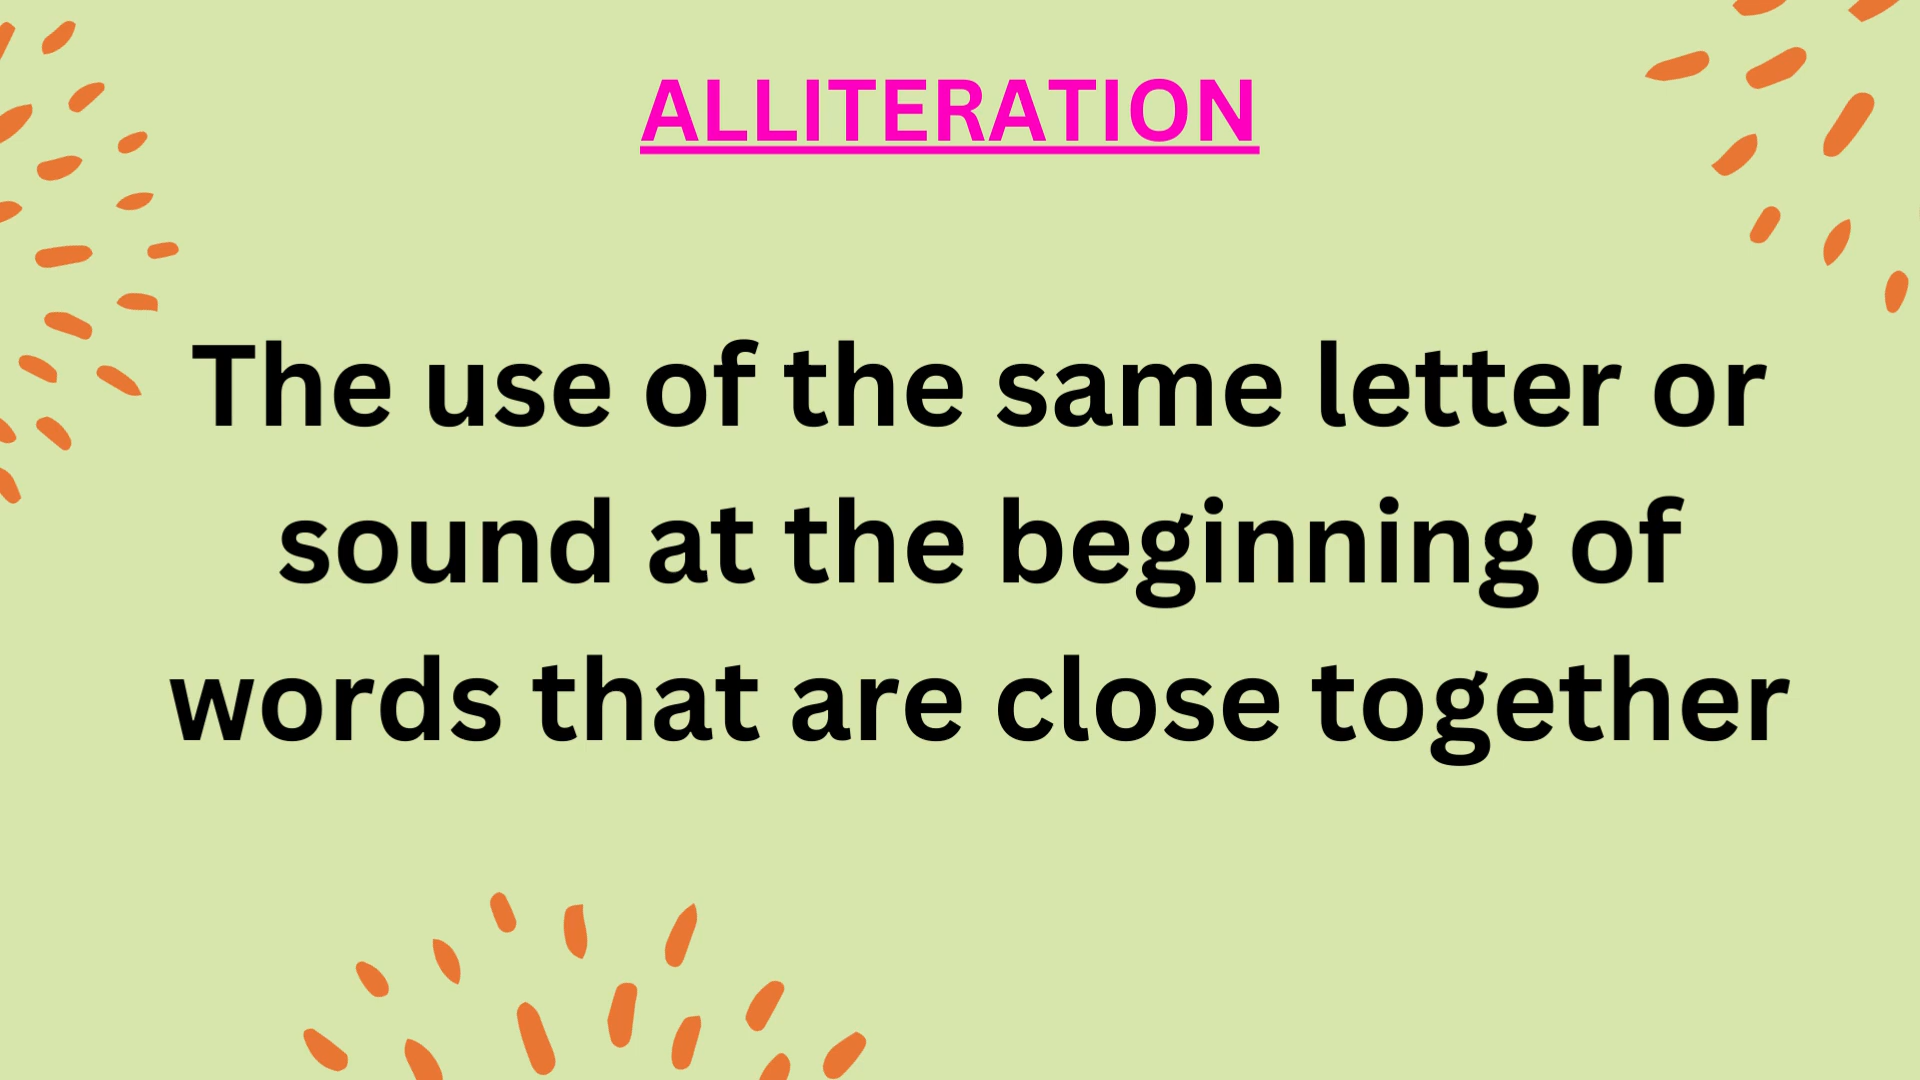 ALLITERATION
The use of the same letter or
sound at the beginning of
words that are close together